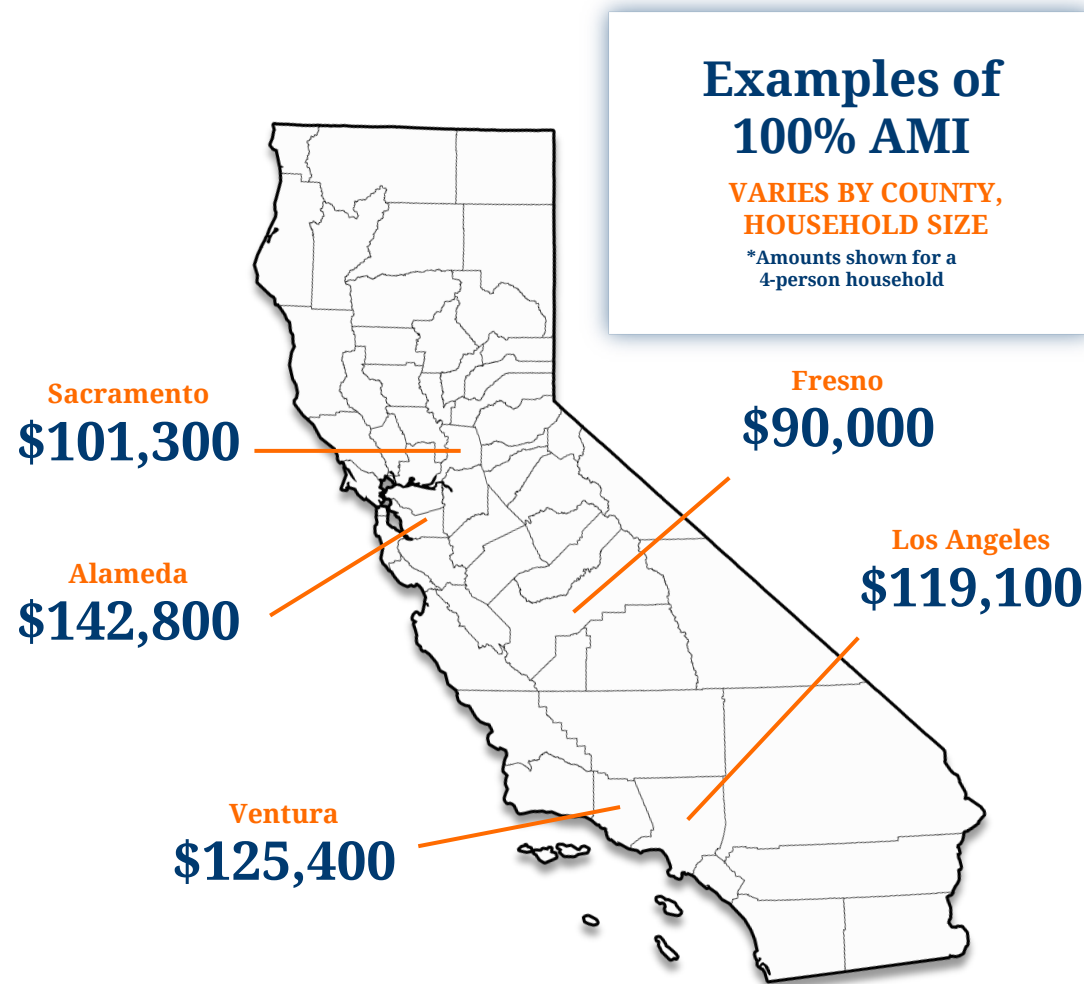 Examples of
100% AMI
VARIES BY COUNTY,
HOUSEHOLD SIZE
*Amounts shown for a
4-person household
Sacramento
$101,300
Fresno
$90,000
Alameda
$142,800
Los Angeles
$119,100
Ventura
$125,400